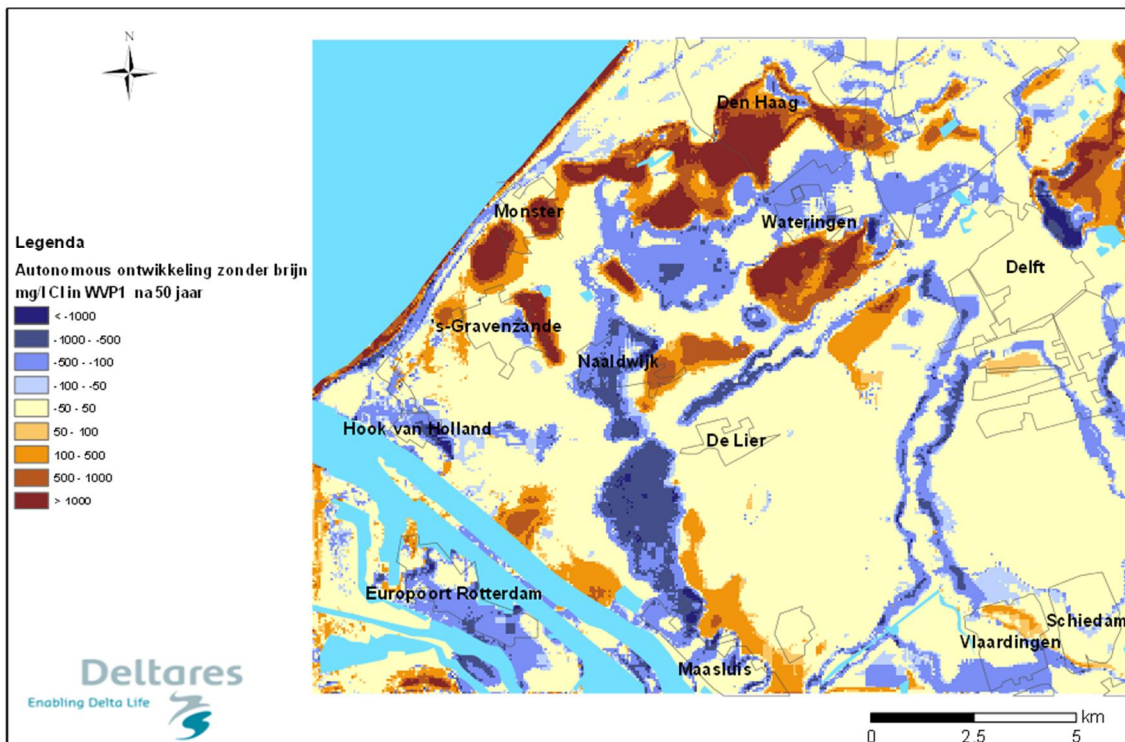 N
Den Haag
Monster
Wateringen
Delft
's-Gravenzande
Naaldwijk
Hook van Holland
De Lier
Europoort Rotterdam
Schiedam
Vlaardingen
Maasluis
Legenda
Autonomous ontwikkeling zonder brijn
mg/l Cl in WVP1 na 50 jaar
< -1000
-1000 - -500
-500 - -100
-100 - -50
-50 - 50
50 - 100
100 - 500
500 - 1000
> 1000
Deltares
Enabling Delta Life
km
0 2.5 5